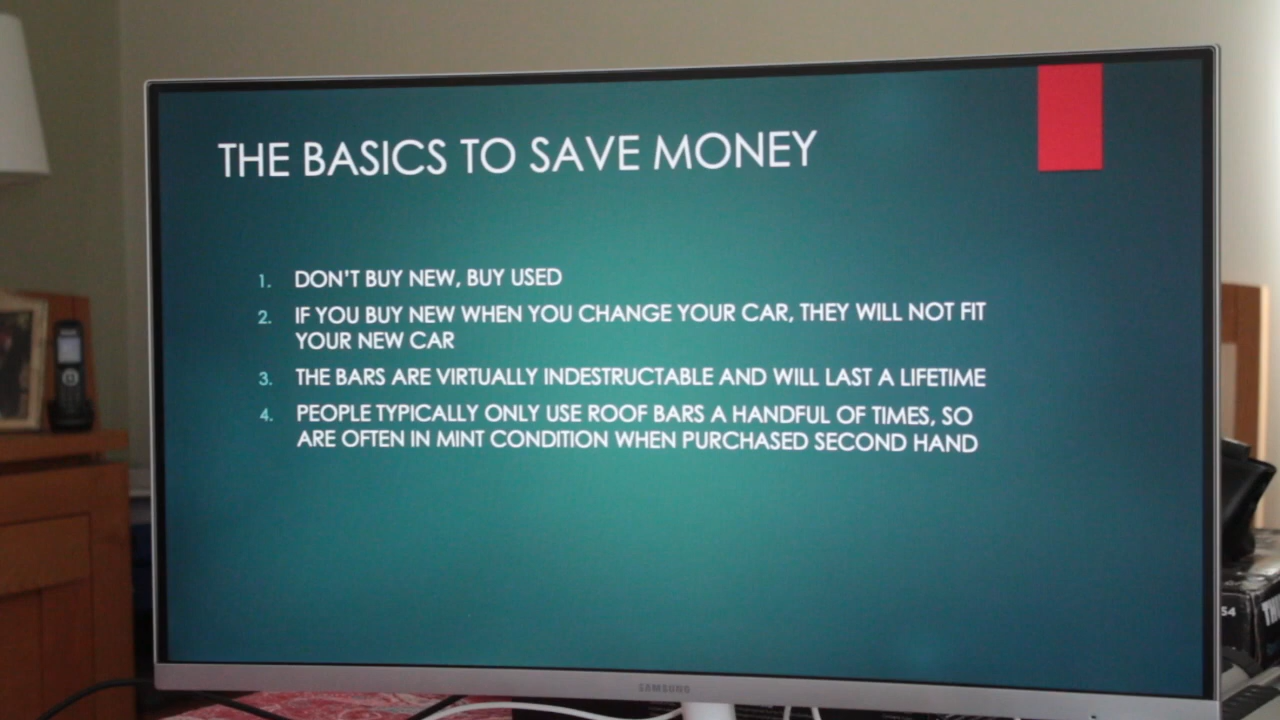 THE BASICS TO SAVE MONEY
1. DON'T BUY NEW, BUY USED
2. IF YOU BUY NEW WHEN YOU CHANGE YOUR CAR, THEY WILL NOT FIT
YOUR NEW CAR
3. THE BARS ARE VIRTUALLY INDESTRUCTABLE AND WILL LAST A LIFETIME
4. PEOPLE TYPICALLY ONLY USE ROOF BARS A HANDFUL OF TIMES, SO
ARE OFTEN IN MINT CONDITION WHEN PURCHASED SECOND HAND
SAMSUNG
54